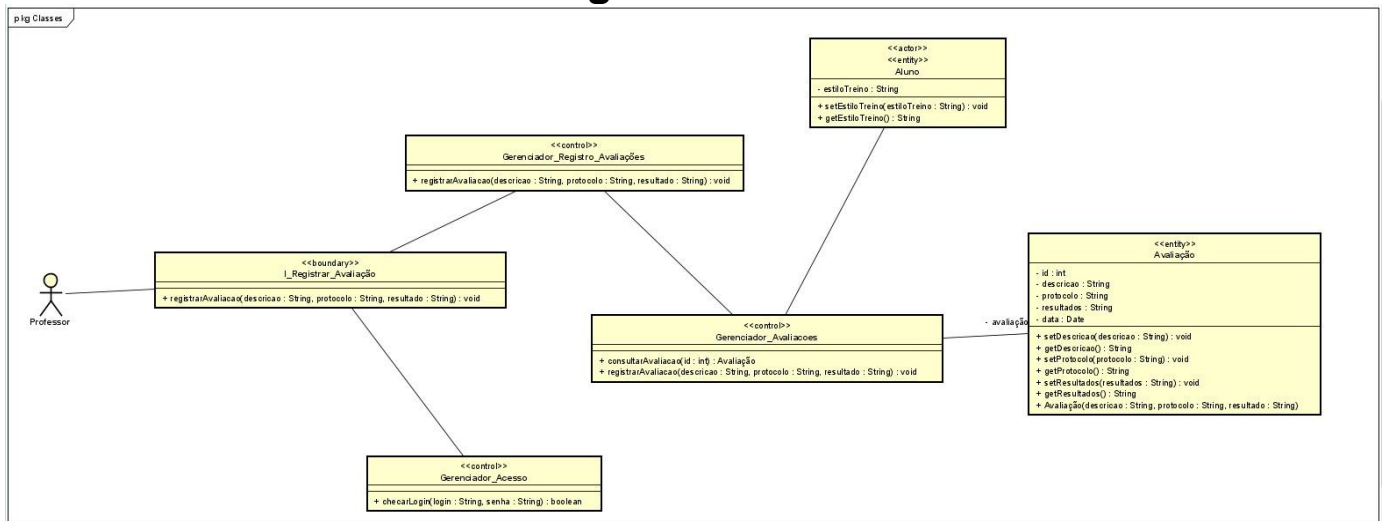 pkg Classes
<<actor>>
<<entity>>
Aluno
- estiloTreino : String
+ setEstiloTreino(estiloTreino : String) : void
+ getEstiloTreino() : String
<<control>>
Gerenciador_Registro_Avaliações
+ registrarAvaliacao(descricao : String, protocolo : String, resultado : String) : void
<<boundary>>
I_Registrar_Avaliação
+ registrarAvaliacao(descricao : String, protocolo : String, resultado : String) : void
Professor
<<entity>>
Avaliação
- id : int
- descricao : String
- protocolo : String
- resultados : String
- data : Date
+ setDescricao(descricao : String) : void
+ getDescricao() : String
+ setProtocolo(protocolo : String) : void
+ getProtocolo() : String
+ setResultados(resultados : String) : void
+ getResultados() : String
+ Avaliação(descricao : String, protocolo : String, resultado : String)
- avaliação
<<control>>
Gerenciador_Avaliacoes
+ consultarAvaliacao(id : int) : Avaliação
+ registrarAvaliacao(descricao : String, protocolo : String, resultado : String) : void
<<control>>
Gerenciador_Acesso
+ checarLogin(login : String, senha : String) : boolean